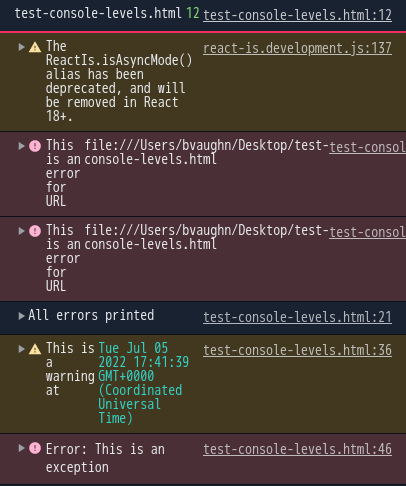 test-console-levels.html 12 test-console-levels.html:12
The react-is.development.js:137
ReactIs.isAsyncMode()
alias has been
deprecated, and will
be removed in React
18+.
This file:///Users/bvaughn/Desktop/test- test-consol
is an console-levels.html
error
for
URL
This file:///Users/bvaughn/Desktop/test- test-consol
is an console-levels.html
error
for
URL
All errors printed test-console-levels.html:21
This is Tue Jul 05 test-console-levels.html:36
a 2022 17:41:39
warning GMT+0000
at (Coordinated
Universal
Time)
Error: This is an test-console-levels.html:46
exception